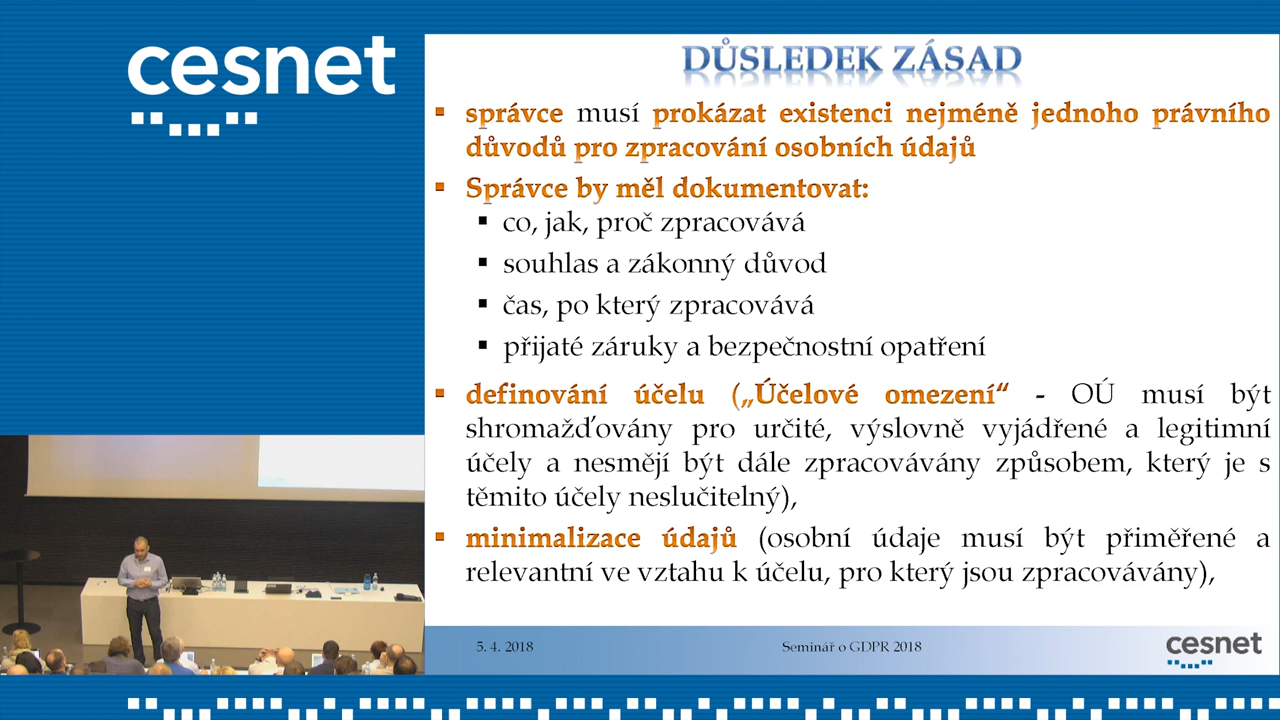 cesnet
DŮSLEDEK ZÁSAD
▪ správce musí prokázat existenci nejméně jednoho právního
důvodů pro zpracování osobních údajů
▪ Správce by měl dokumentovat:
▪ co, jak, proč zpracovává
▪ souhlas a zákonný důvod
▪ čas, po který zpracovává
▪ přijaté záruky a bezpečnostní opatření
▪ definování účelu („Účelové omezení“ - OÚ musí být
shromažďovány pro určité, výslovně vyjádřené a legitimní
účely a nesmějí být dále zpracovávány způsobem, který je s
těmito účely neslučitelný),
▪ minimalizace údajů (osobní údaje musí být přiměřené a
relevantní ve vztahu k účelu, pro který jsou zpracovávány),
5. 4. 2018
Seminář o GDPR 2018
cesnet